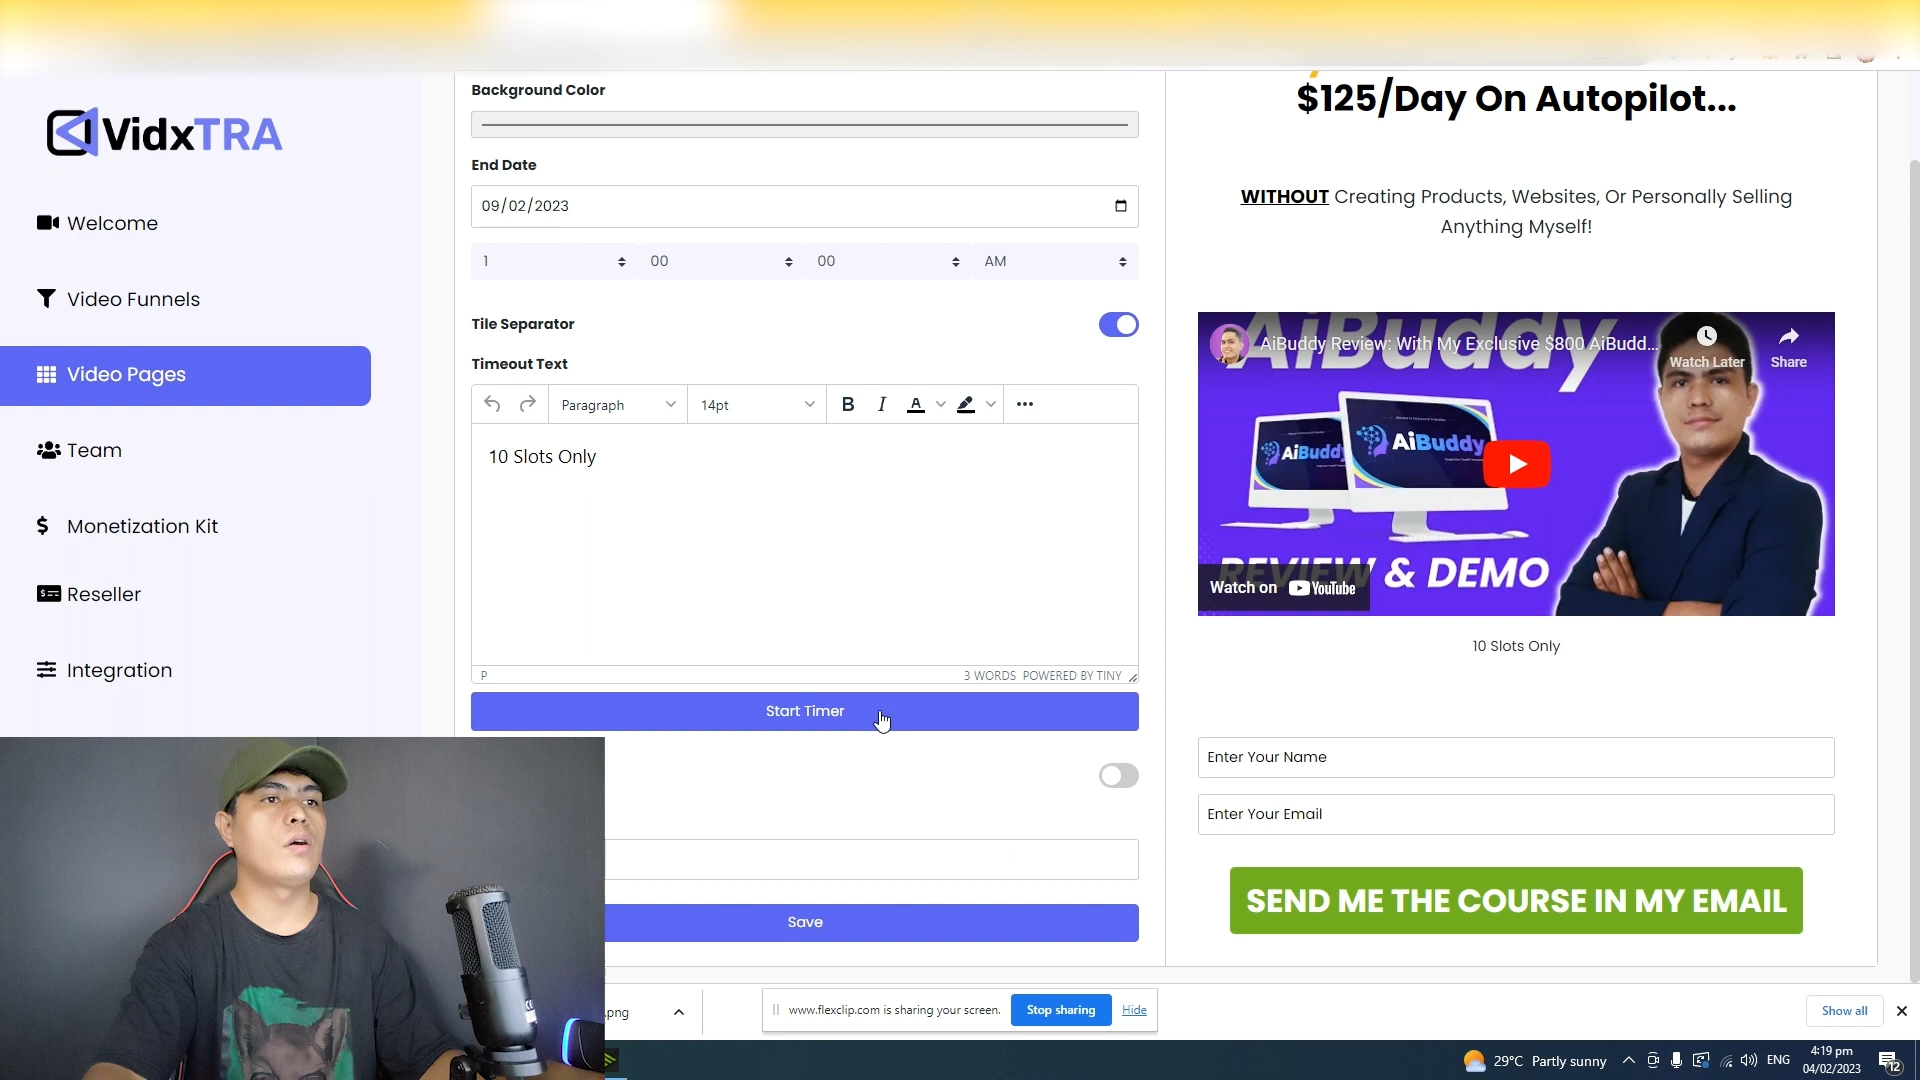 VidxTRA
Welcome
Video Funnels
Video Pages
Team
Monetization Kit
Reseller
Integration
Background Color
End Date
09/02/2023
1
00
00
AM
Tile Separator
Timeout Text
Paragraph
14pt
B
I
A
10 Slots Only
P
3 WORDS POWERED BY TINY
Start Timer
Save
$125/Day On Autopilot...
WITHOUT Creating Products, Websites, Or Personally Selling
Anything Myself!
AiBuddy
AiBuddy Review: With My Exclusive $800 AiBudd...
Watch Later
Share
AiBudd
AiBuddy
REVIEW & DEMO
Watch on YouTube
10 Slots Only
Enter Your Name
Enter Your Email
SEND ME THE COURSE IN MY EMAIL
.png
www.flexclip.com is sharing your screen.
Stop sharing
Hide
Show all
29°C Partly sunny
ENG
4:19 pm
04/02/2023
12